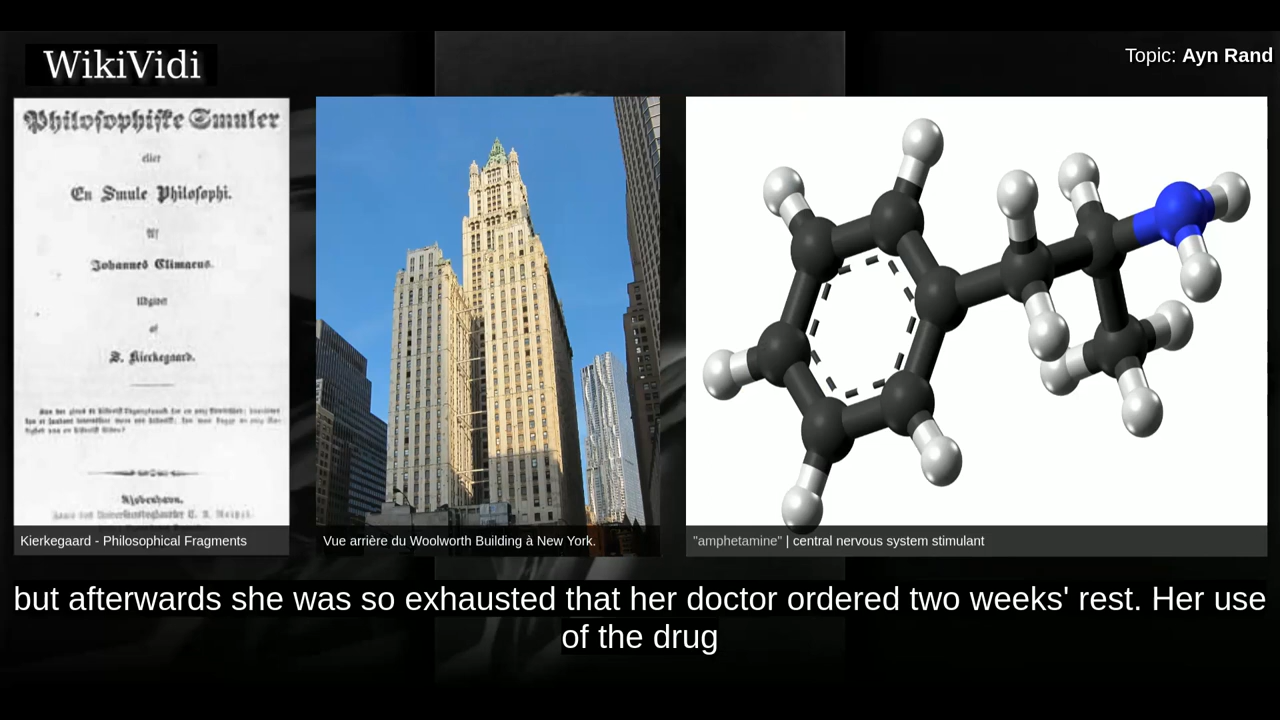 WikiVidi
Topic: Ayn Rand
Philosophiske Smuler
eller
En Smule Philosophi.
Af
Johannes Climacus.
Udgivet
af
S. Kierkegaard.
Kjøbenhavn.
Kierkegaard - Philosophical Fragments
Vue arrière du Woolworth Building à New York.
"amphetamine" | central nervous system stimulant
but afterwards she was so exhausted that her doctor ordered two weeks' rest. Her use
of the drug